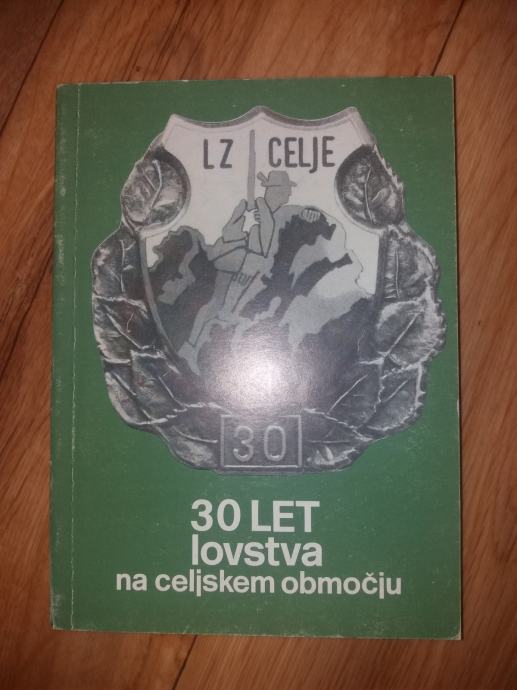 LZ CELJE
30
30 LET
lovstva
na celjskem območju